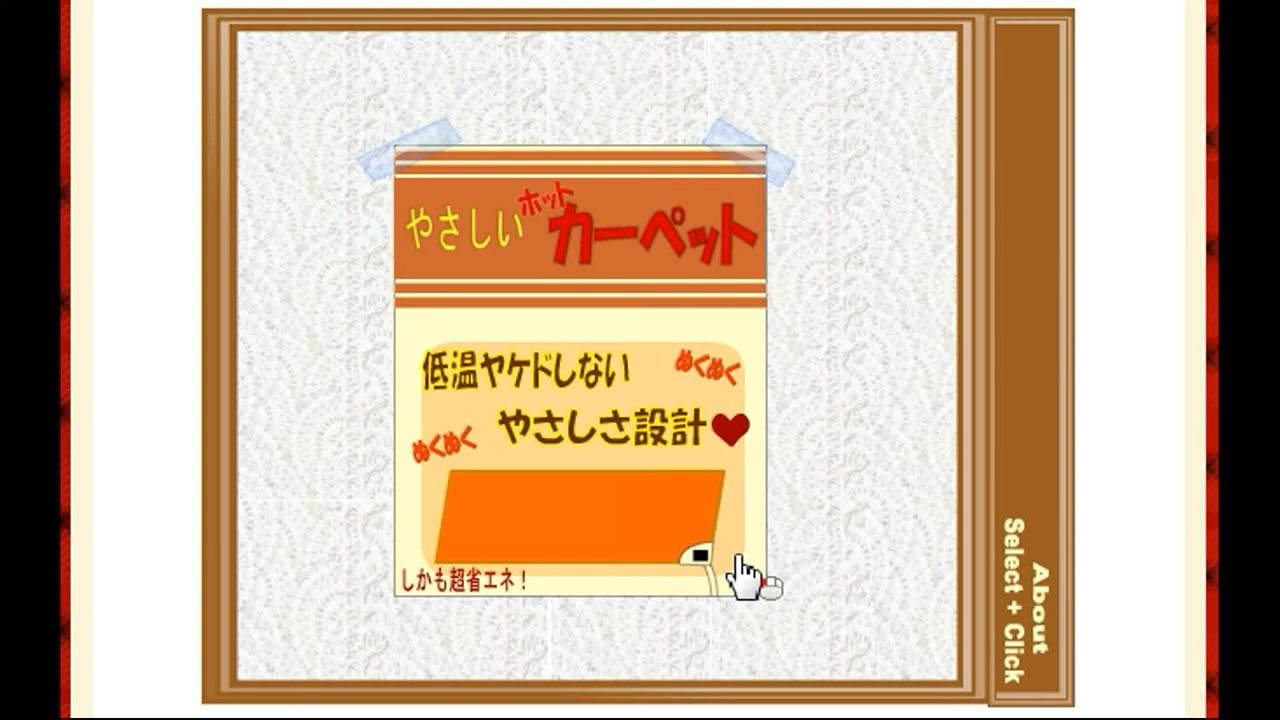 やさしいホットカーペット
低温ヤケドしない
ぬくぬく
やさしさ設計♥
ぬくぬく
しかも超省エネ！
About
Select + Click